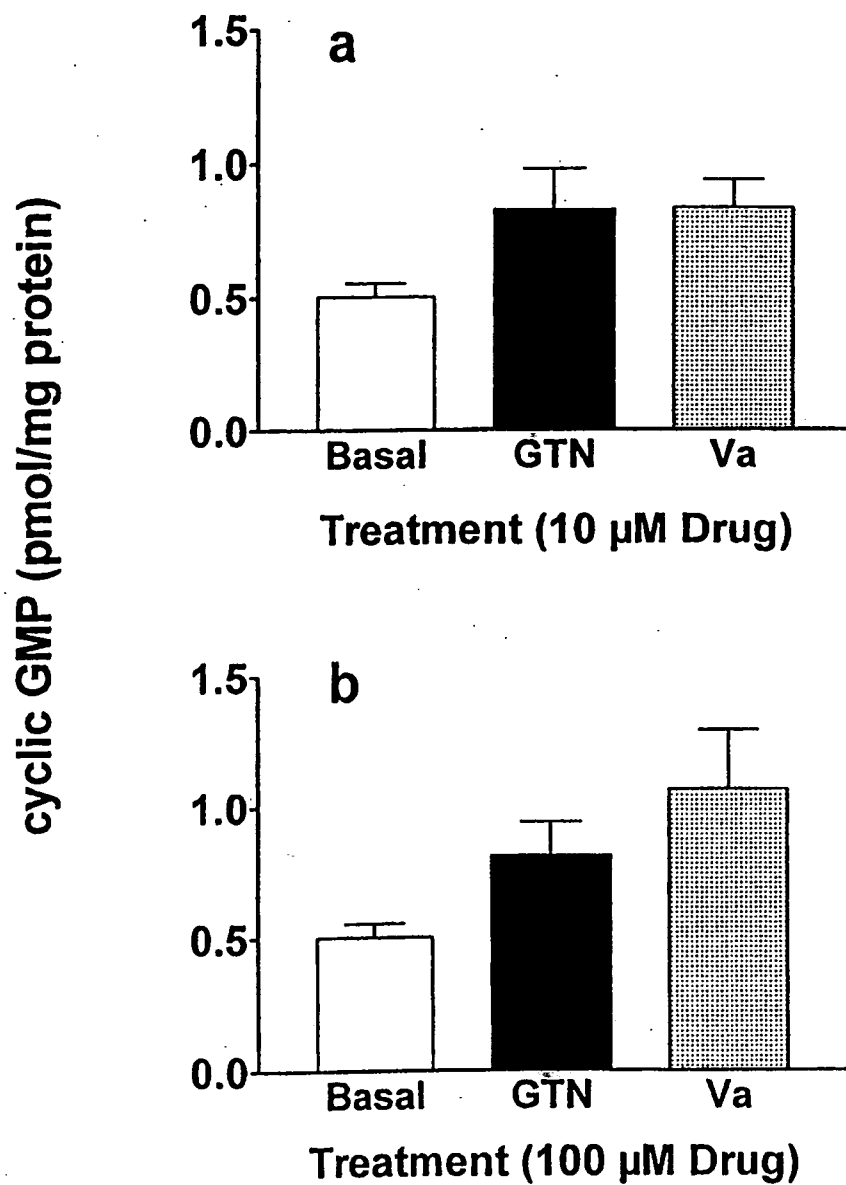 cyclic GMP (pmol/mg protein)
a
1.5
1.0
0.5
0.0
Basal GTN Va
Treatment (10 µM Drug)
b
1.5
1.0
0.5
0.0
Basal GTN Va
Treatment (100 µM Drug)